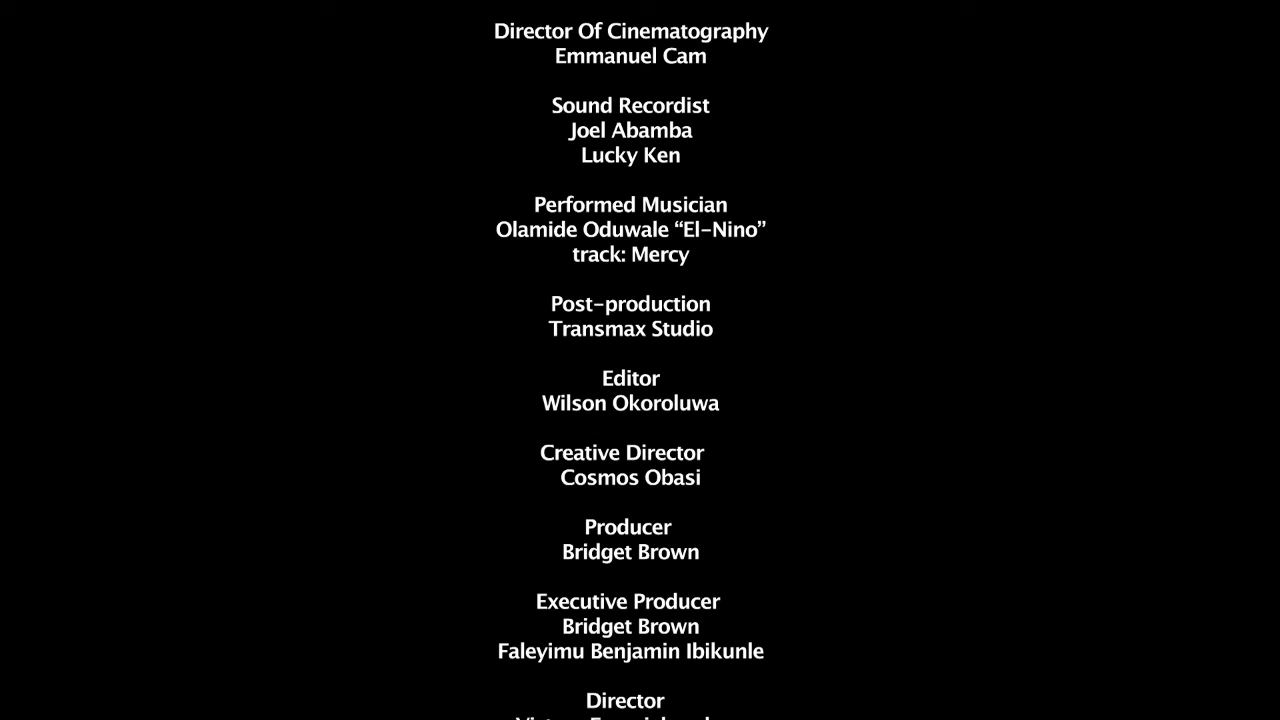 Director Of Cinematography
Emmanuel Cam
Sound Recordist
Joel Abamba
Lucky Ken
Performed Musician
Olamide Oduwale “El-Nino”
track: Mercy
Post-production
Transmax Studio
Editor
Wilson Okoroluwa
Creative Director
Cosmos Obasi
Producer
Bridget Brown
Executive Producer
Bridget Brown
Faleyimu Benjamin Ibikunle
Director